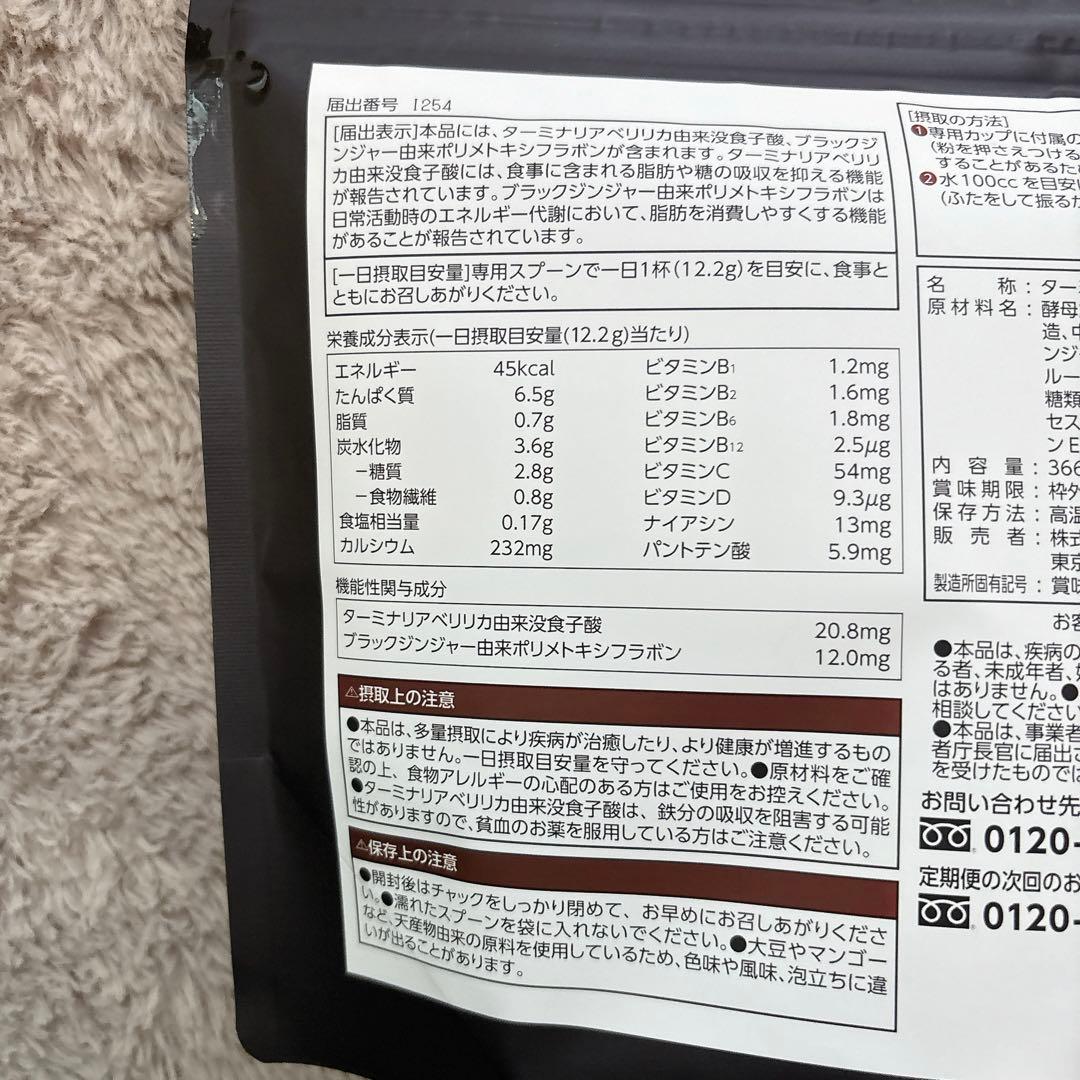 届出番号 I254
[届出表示]本品には、ターミナリアベリリカ由来没食子酸、ブラックジ
ンジャー由来ポリメトキシフラボンが含まれます。ターミナリアベリリ
カ由来没食子酸には、食事に含まれる脂肪や糖の吸収を抑える機能
が報告されています。ブラックジンジャー由来ポリメトキシフラボンは
日常活動時のエネルギー代謝において、脂肪を消費しやすくする機能
があることが報告されています。
[一日摂取目安量]専用スプーンで一日1杯(12.2g)を目安に、食事と
ともにお召しあがりください。
栄養成分表示(一日摂取目安量(12.2g)当たり)
エネルギー 45kcal ビタミンB1 1.2mg
たんぱく質 6.5g ビタミンB2 1.6mg
脂質 0.7g ビタミンB6 1.8mg
炭水化物 3.6g ビタミンB12 2.5μg
−糖質 2.8g ビタミンC 54mg
−食物繊維 0.8g ビタミンD 9.3μg
食塩相当量 0.17g ナイアシン 13mg
カルシウム 232mg パントテン酸 5.9mg
機能性関与成分
ターミナリアベリリカ由来没食子酸 20.8mg
ブラックジンジャー由来ポリメトキシフラボン 12.0mg
⚠摂取上の注意
●本品は、多量摂取により疾病が治癒したり、より健康が増進するもの
ではありません。一日摂取目安量を守ってください。●原材料をご確
認の上、食物アレルギーの心配のある方はご使用をお控えください。
●ターミナリアベリリカ由来没食子酸は、鉄分の吸収を阻害する可能
性がありますので、貧血のお薬を服用している方はご注意ください。
⚠保存上の注意
●開封後はチャックをしっかり閉めて、お早めにお召しあがりくださ
い。●濡れたスプーンを袋に入れないでください。●大豆やマンゴー
など、天産物由来の原料を使用しているため、色味や風味、泡立ちに違
いが出ることがあります。
[摂取の方法]
❶専用カップに付属の
(粉を押さえつける
することがあるため
❷水100ccを目安に
(ふたをして振るか
名称:ター
原材料名:酵母
造、中
ンジ
ルー
糖類
セス
ンE
内容量:366
賞味期限:枠外
保存方法:高温
販売者:株式
東京
製造所固有記号:賞味
お客
●本品は、疾病の
る者、未成年者、妊
はありません。●
相談してください
●本品は、事業者
者庁長官に届出さ
を受けたものでは
お問い合わせ先
0120-
定期便の次回のお
0120-